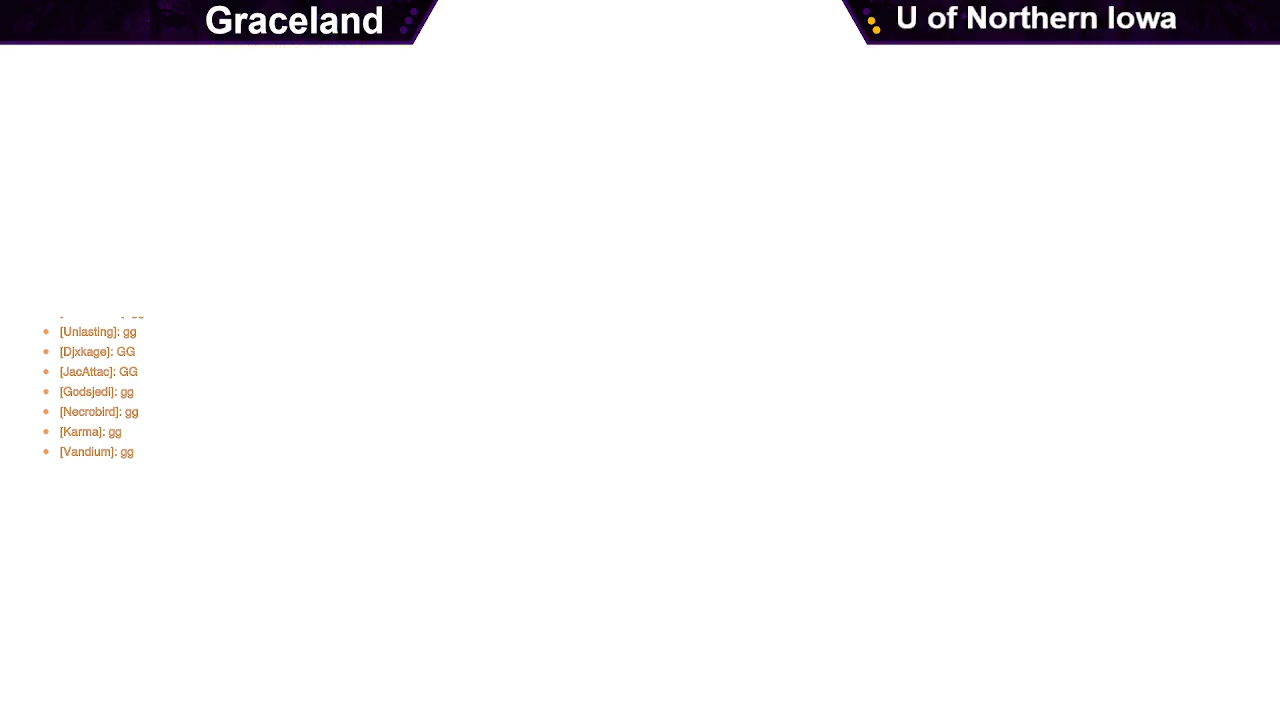 Graceland
U of Northern Iowa
[Unlasting]: gg
[Djxkage]: GG
[JacAttac]: GG
[Godsjedi]: gg
[Necrobird]: gg
[Karma]: gg
[Vandium]: gg